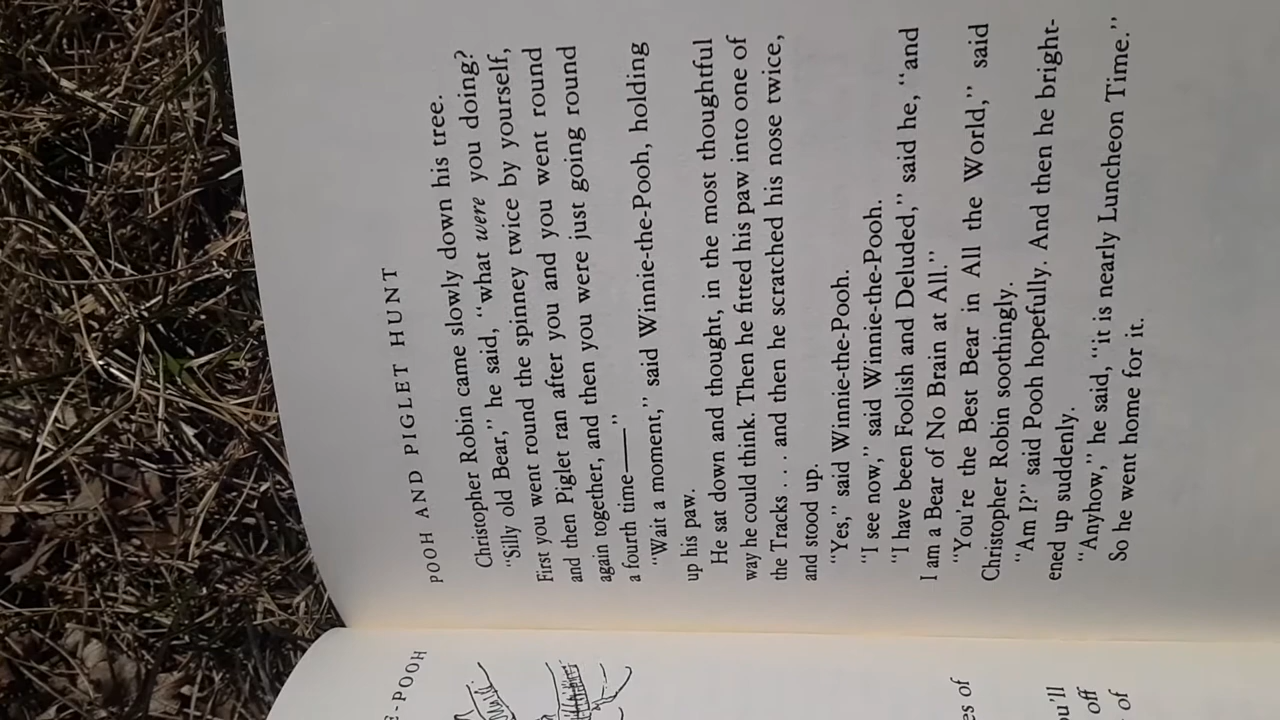 E-POOH
es of
ou'll
off
of
POOH AND PIGLET HUNT
Christopher Robin came slowly down his tree.
"Silly old Bear," he said, "what were you doing?
First you went round the spinney twice by yourself,
and then Piglet ran after you and you went round
again together, and then you were just going round
a fourth time——"
"Wait a moment," said Winnie-the-Pooh, holding
up his paw.
He sat down and thought, in the most thoughtful
way he could think. Then he fitted his paw into one of
the Tracks . . . and then he scratched his nose twice,
and stood up.
"Yes," said Winnie-the-Pooh.
"I see now," said Winnie-the-Pooh.
"I have been Foolish and Deluded," said he, "and
I am a Bear of No Brain at All."
"You're the Best Bear in All the World," said
Christopher Robin soothingly.
"Am I?" said Pooh hopefully. And then he bright-
ened up suddenly.
"Anyhow," he said, "it is nearly Luncheon Time."
So he went home for it.